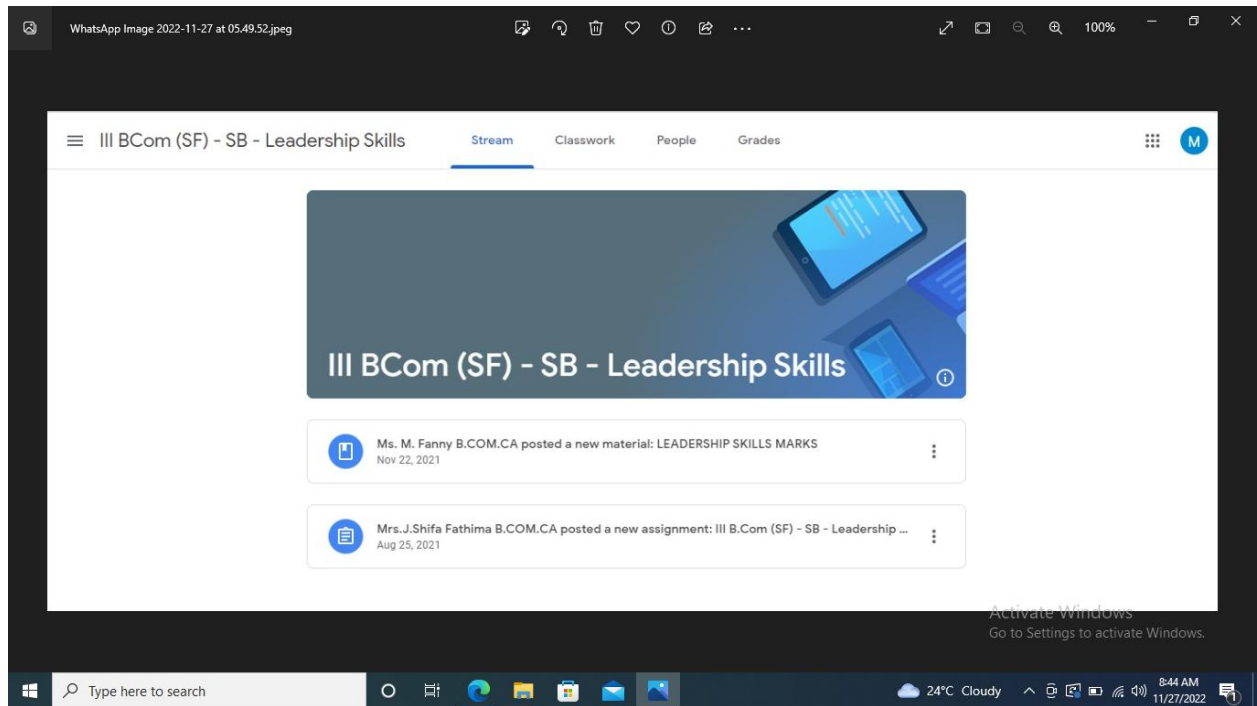 WhatsApp Image 2022-11-27 at 05.49.52.jpeg
100%
III BCom (SF) - SB - Leadership Skills
Stream
Classwork
People
Grades
M
III BCom (SF) - SB - Leadership Skills
Ms. M. Fanny B.COM.CA posted a new material: LEADERSHIP SKILLS MARKS
Nov 22, 2021
Mrs.J.Shifa Fathima B.COM.CA posted a new assignment: III B.Com (SF) - SB - Leadership ...
Aug 25, 2021
Activate Windows
Go to Settings to activate Windows.
Type here to search
24°C Cloudy
8:44 AM
11/27/2022
1